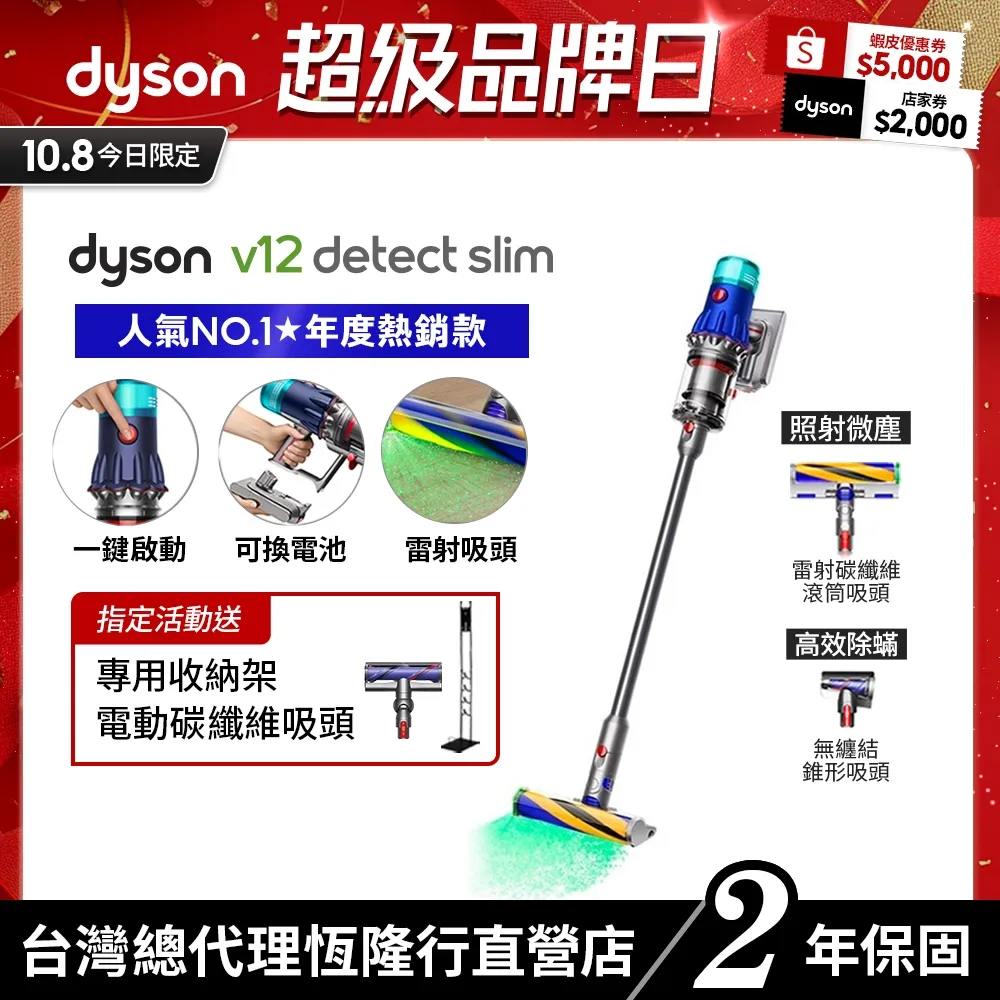 dyson 超級品牌日
S
蝦皮優惠券
$5,000
dyson
店家券
$2,000
10.8今日限定
dyson v12 detect slim
人氣NO.1★年度熱銷款
一鍵啟動
可換電池
雷射吸頭
照射微塵
雷射碳纖維
滾筒吸頭
高效除蟎
無纏結
錐形吸頭
指定活動送
專用收納架
電動碳纖維吸頭
台灣總代理恆隆行直營店
2年保固